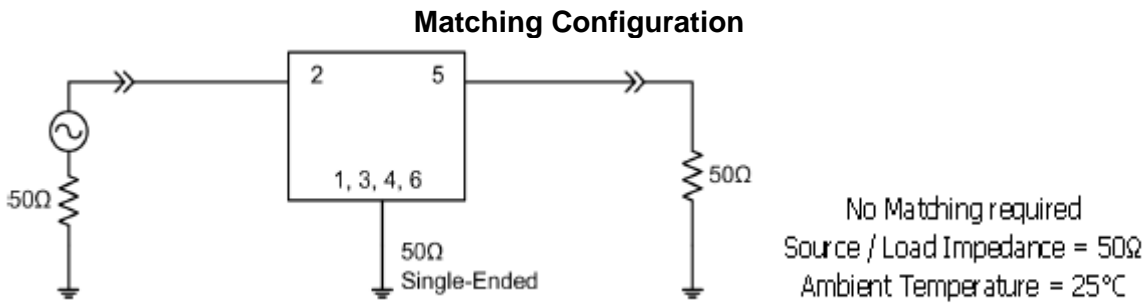 Matching Configuration
2
5
1, 3, 4, 6
50Ω
50Ω
50Ω
Single-Ended
No Matching required
Source / Load Impedance = 50Ω
Ambient Temperature = 25°C